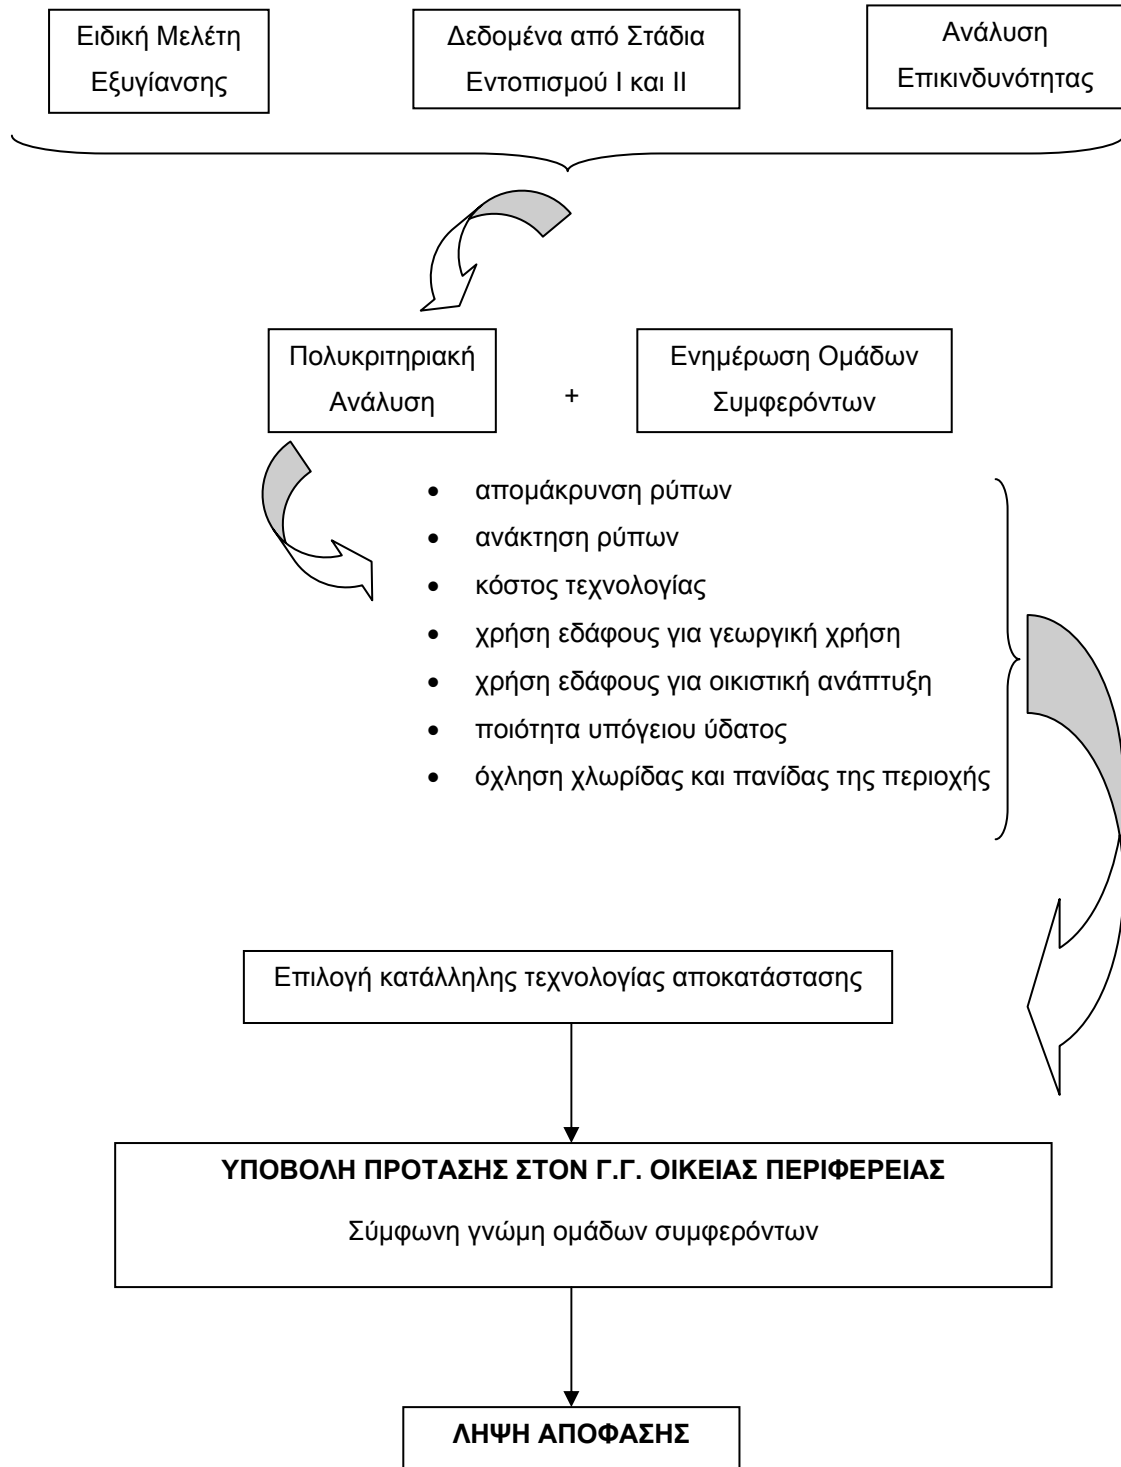 Ειδική Μελέτη
Εξυγίανσης
Δεδομένα από Στάδια
Εντοπισμού Ι και ΙΙ
Ανάλυση
Επικινδυνότητας
Πολυκριτηριακή
Ανάλυση
+
Ενημέρωση Ομάδων
Συμφερόντων
• απομάκρυνση ρύπων
• ανάκτηση ρύπων
• κόστος τεχνολογίας
• χρήση εδάφους για γεωργική χρήση
• χρήση εδάφους για οικιστική ανάπτυξη
• ποιότητα υπόγειου ύδατος
• όχληση χλωρίδας και πανίδας της περιοχής
Επιλογή κατάλληλης τεχνολογίας αποκατάστασης
ΥΠΟΒΟΛΗ ΠΡΟΤΑΣΗΣ ΣΤΟΝ Γ.Γ. ΟΙΚΕΙΑΣ ΠΕΡΙΦΕΡΕΙΑΣ
Σύμφωνη γνώμη ομάδων συμφερόντων
ΛΗΨΗ ΑΠΟΦΑΣΗΣ